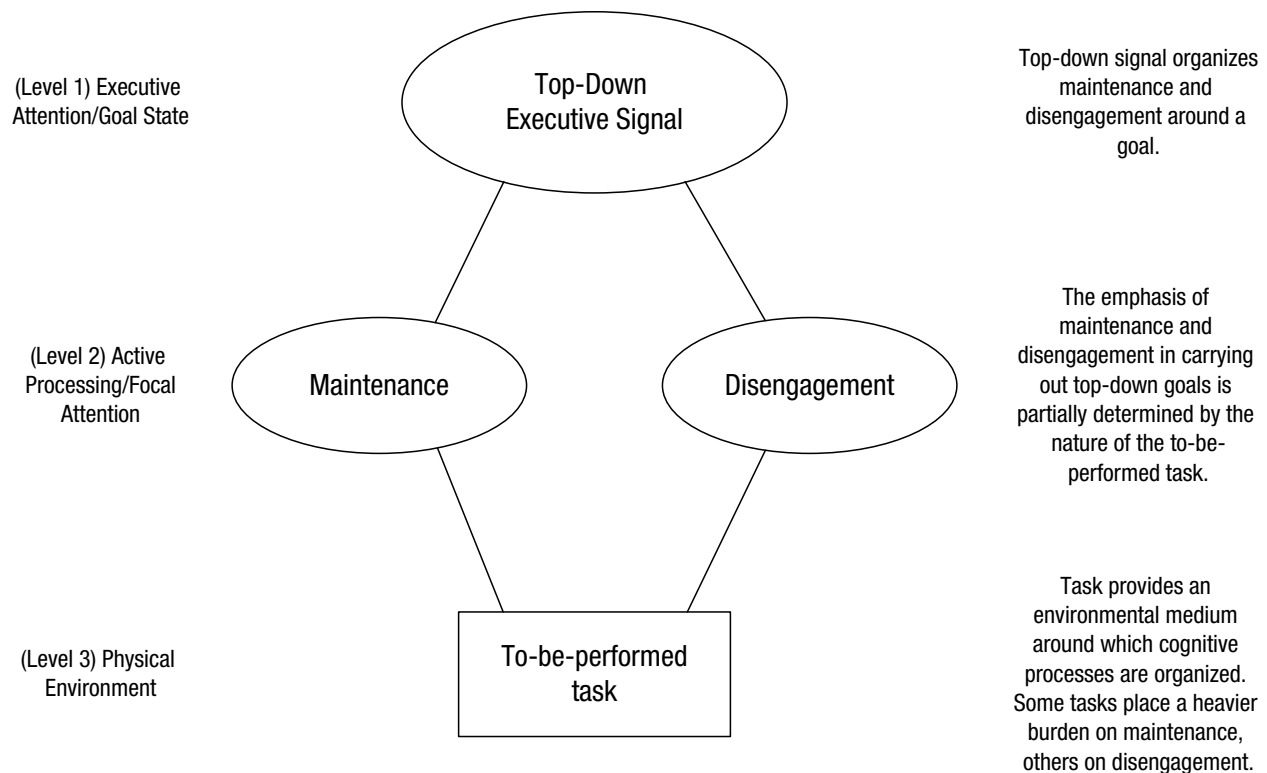 (Level 1) Executive
Attention/Goal State
Top-Down
Executive Signal
Top-down signal organizes
maintenance and
disengagement around a
goal.
(Level 2) Active
Processing/Focal
Attention
Maintenance
Disengagement
The emphasis of
maintenance and
disengagement in carrying
out top-down goals is
partially determined by the
nature of the to-be-
performed task.
(Level 3) Physical
Environment
To-be-performed
task
Task provides an
environmental medium
around which cognitive
processes are organized.
Some tasks place a heavier
burden on maintenance,
others on disengagement.